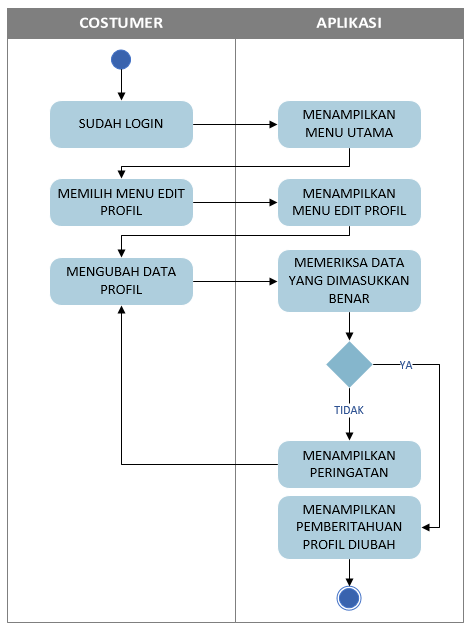 COSTUMER
APLIKASI
SUDAH LOGIN
MENAMPILKAN
MENU UTAMA
MEMILIH MENU EDIT
PROFIL
MENAMPILKAN
MENU EDIT PROFIL
MENGUBAH DATA
PROFIL
MEMERIKSA DATA
YANG DIMASUKKAN
BENAR
YA
TIDAK
MENAMPILKAN
PERINGATAN
MENAMPILKAN
PEMBERITAHUAN
PROFIL DIUBAH